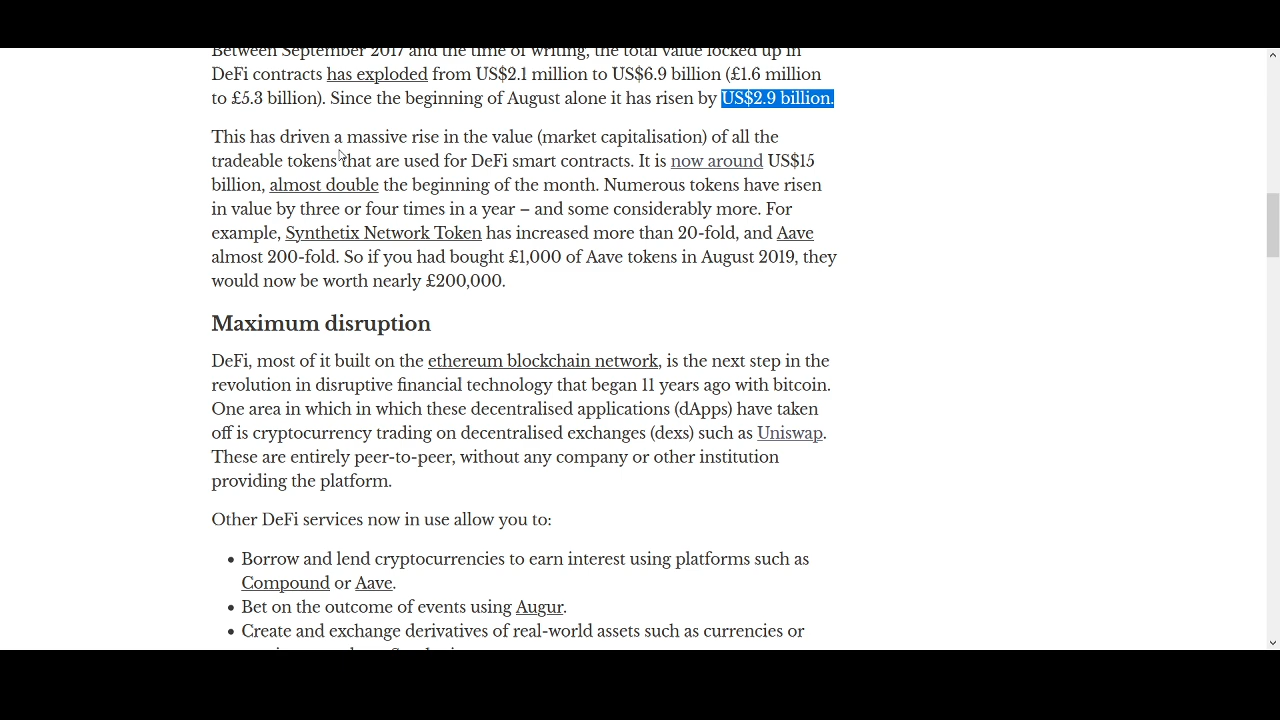 Between September 2017 and the time of writing, the total value locked up in
DeFi contracts has exploded from US$2.1 million to US$6.9 billion (£1.6 million
to £5.3 billion). Since the beginning of August alone it has risen by US$2.9 billion.
This has driven a massive rise in the value (market capitalisation) of all the
tradeable tokens that are used for DeFi smart contracts. It is now around US$15
billion, almost double the beginning of the month. Numerous tokens have risen
in value by three or four times in a year – and some considerably more. For
example, Synthetix Network Token has increased more than 20-fold, and Aave
almost 200-fold. So if you had bought £1,000 of Aave tokens in August 2019, they
would now be worth nearly £200,000.
Maximum disruption
DeFi, most of it built on the ethereum blockchain network, is the next step in the
revolution in disruptive financial technology that began 11 years ago with bitcoin.
One area in which in which these decentralised applications (dApps) have taken
off is cryptocurrency trading on decentralised exchanges (dexs) such as Uniswap.
These are entirely peer-to-peer, without any company or other institution
providing the platform.
Other DeFi services now in use allow you to:
• Borrow and lend cryptocurrencies to earn interest using platforms such as
Compound or Aave.
• Bet on the outcome of events using Augur.
• Create and exchange derivatives of real-world assets such as currencies or